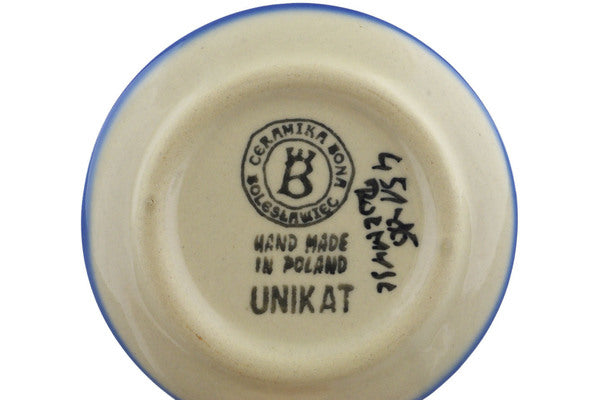 CERAMIKA BONA
BOLESŁAWIEC
B
HAND MADE
IN POLAND
UNIKAT